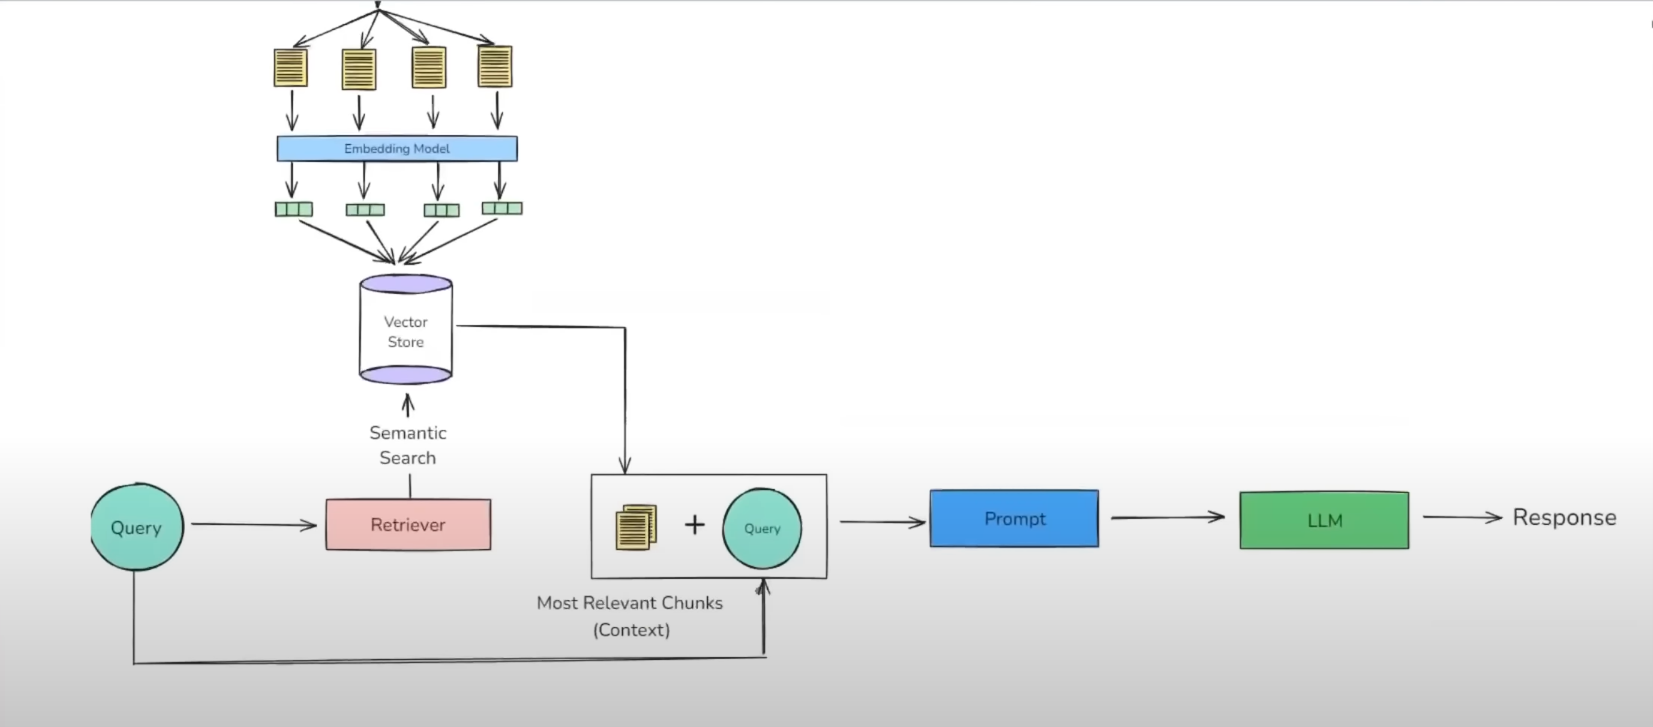 Embedding Model
Vector
Store
Semantic
Search
Query
Retriever
+
Query
Prompt
LLM
Response
Most Relevant Chunks
(Context)